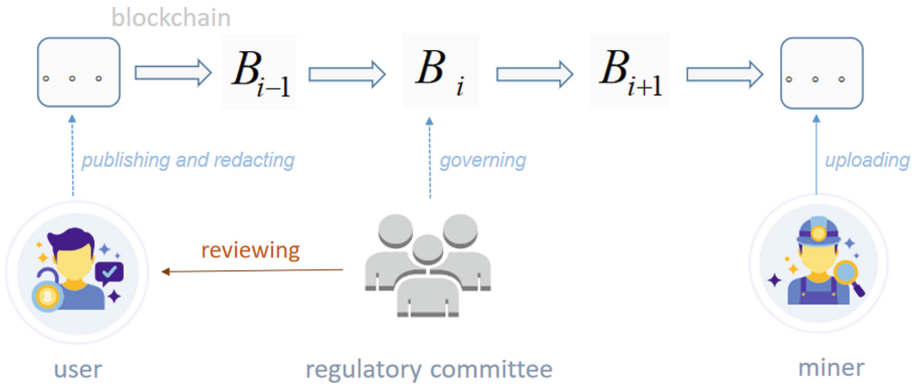 blockchain
. . . B_{i-1} B_i B_{i+1} . . .
publishing and redacting governing uploading
reviewing
user regulatory committee miner